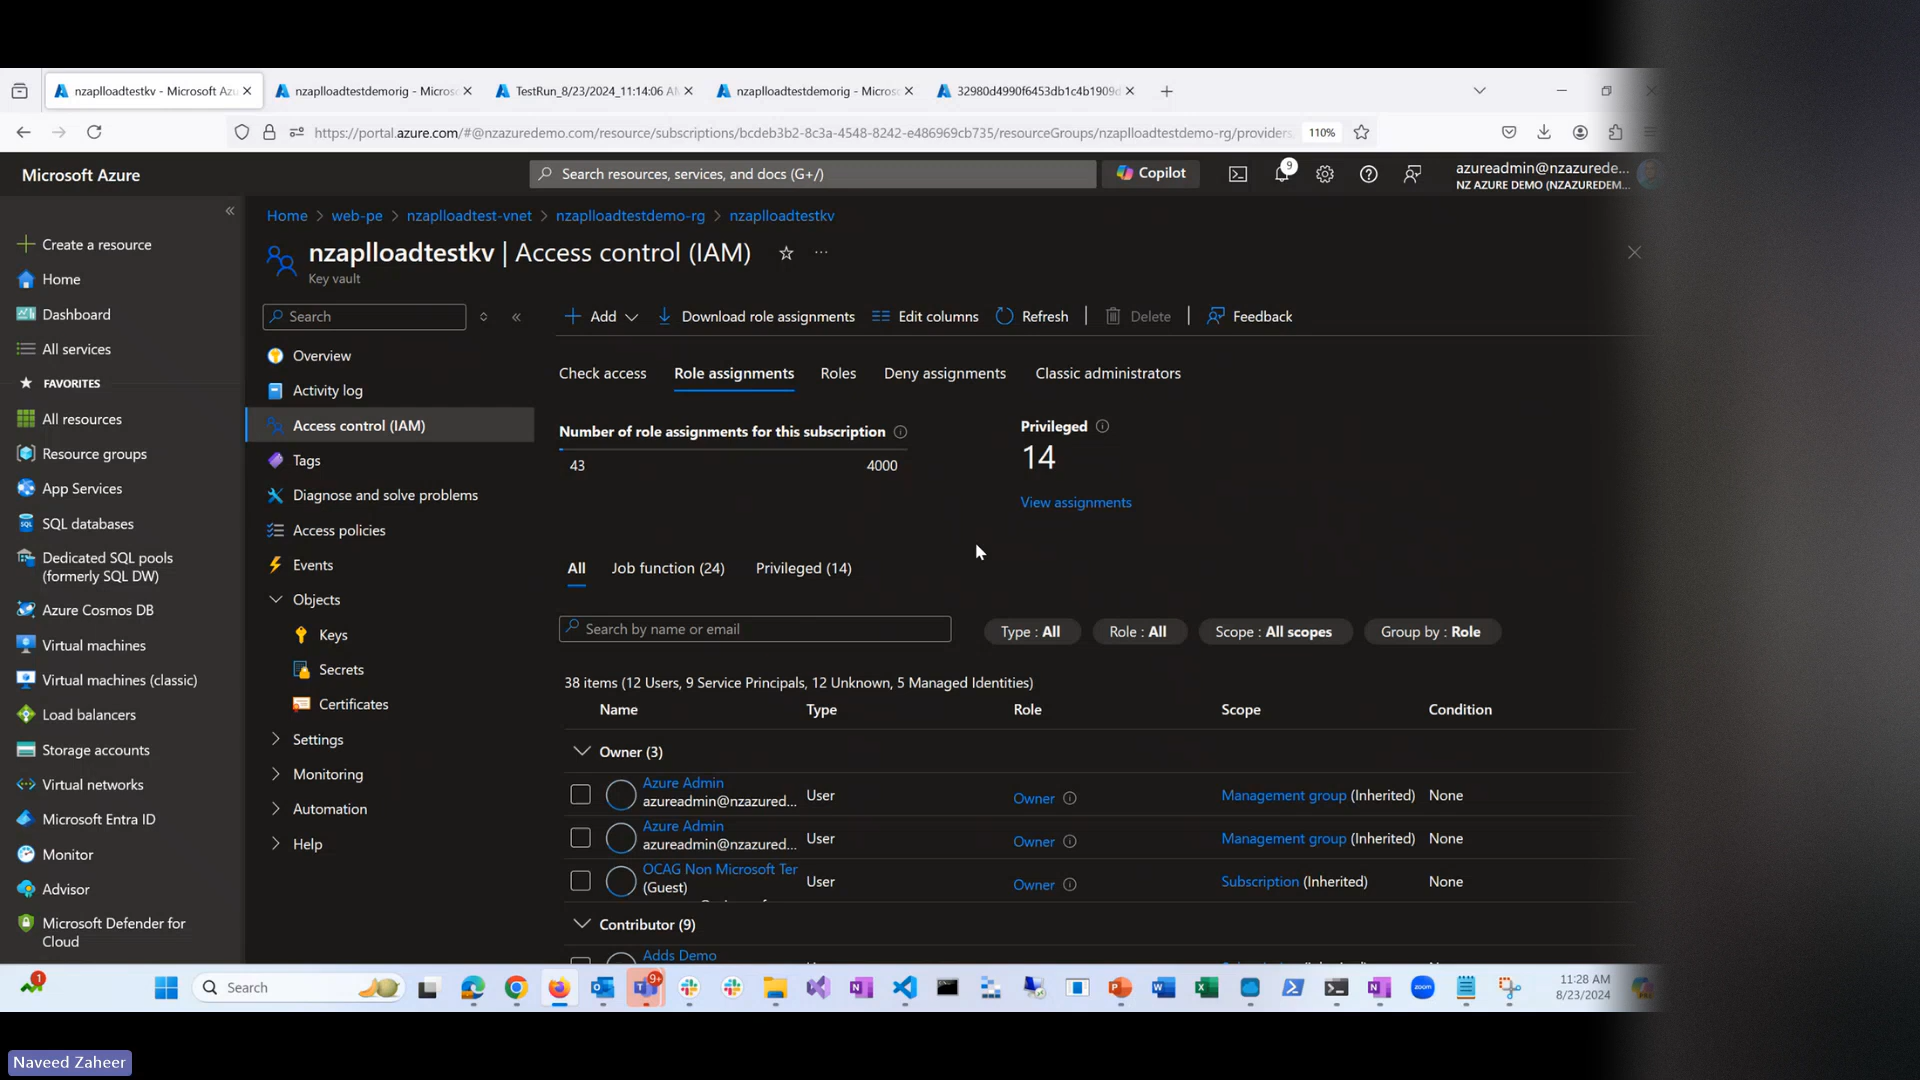 nzaplloadtestkv - Microsoft Azu
nzaplloadtestdemorig - Microso
TestRun_8/23/2024_11:14:06 AM
nzaplloadtestdemorig - Microso
32980d4990f6453db1c4b1909d
https://portal.azure.com/#@nzazuredemo.com/resource/subscriptions/bcdeb3b2-8c3a-4548-8242-e486969cb735/resourceGroups/nzaplloadtestdemo-rg/providers
110%
Microsoft Azure
Search resources, services, and docs (G+/)
Copilot
9
azureadmin@nzazurede...
NZ AZURE DEMO (NZAZUREDEM...
Home > web-pe > nzaplloadtest-vnet > nzaplloadtestdemo-rg > nzaplloadtestkv
nzaplloadtestkv | Access control (IAM)
Key vault
Create a resource
Home
Dashboard
All services
FAVORITES
All resources
Resource groups
App Services
SQL databases
Dedicated SQL pools
(formerly SQL DW)
Azure Cosmos DB
Virtual machines
Virtual machines (classic)
Load balancers
Storage accounts
Virtual networks
Microsoft Entra ID
Monitor
Advisor
Microsoft Defender for
Cloud
Search
Overview
Activity log
Access control (IAM)
Tags
Diagnose and solve problems
Access policies
Events
Objects
Keys
Secrets
Certificates
Settings
Monitoring
Automation
Help
Add
Download role assignments
Edit columns
Refresh
Delete
Feedback
Check access
Role assignments
Roles
Deny assignments
Classic administrators
Number of role assignments for this subscription
43
4000
Privileged
14
View assignments
All
Job function (24)
Privileged (14)
Search by name or email
Type : All
Role : All
Scope : All scopes
Group by : Role
38 items (12 Users, 9 Service Principals, 12 Unknown, 5 Managed Identities)
Name Type Role Scope Condition
Owner (3)
Azure Admin
azureadmin@nzazured... User Owner Management group (Inherited) None
Azure Admin
azureadmin@nzazured... User Owner Management group (Inherited) None
OCAG Non Microsoft Ter
(Guest) User Owner Subscription (Inherited) None
Contributor (9)
Adds Demo
1
Search
9+
zoom
11:28 AM
8/23/2024
Naveed Zaheer